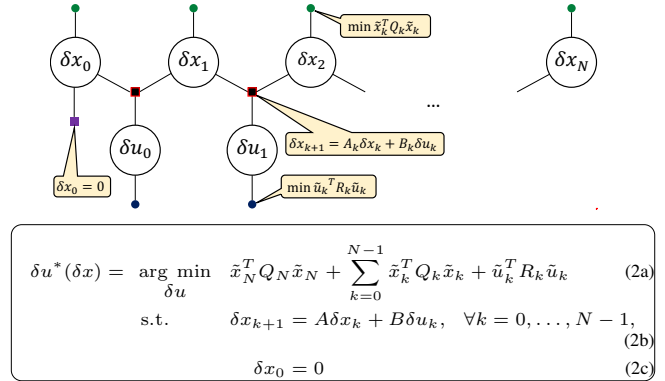 min x̃_k^T Q_k x̃_k
δx_0 δx_1 δx_2 δx_N
...
δu_0 δu_1 δx_{k+1} = A_k δx_k + B_k δu_k
δx_0 = 0 min ũ_k^T R_k ũ_k
δu*(δx) = arg min_{δu} x̃_N^T Q_N x̃_N + ∑_{k=0}^{N−1} x̃_k^T Q_k x̃_k + ũ_k^T R_k ũ_k (2a)
s.t. δx_{k+1} = Aδx_k + Bδu_k, ∀k = 0, . . . , N − 1,
(2b)
δx_0 = 0 (2c)